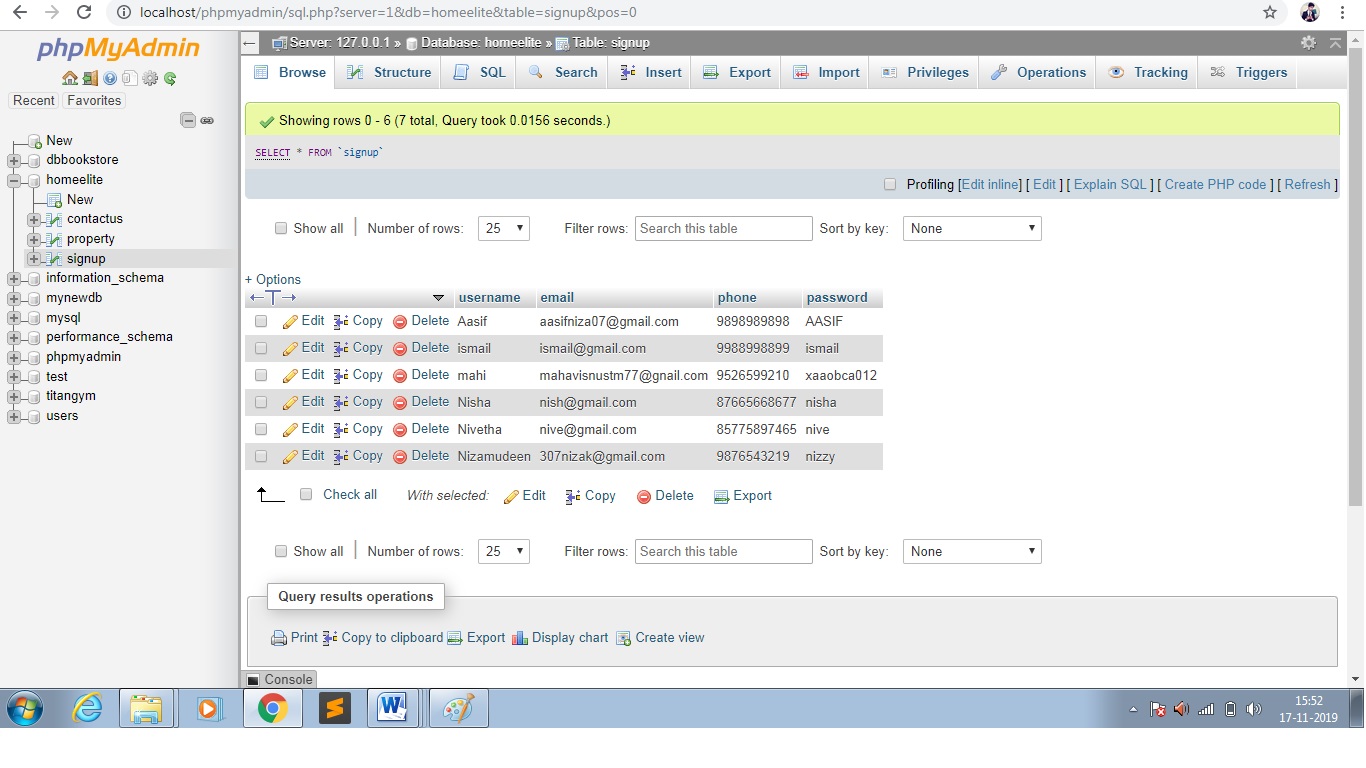 localhost/phpmyadmin/sql.php?server=1&db=homeelite&table=signup&pos=0
phpMyAdmin
Recent Favorites
New
dbbookstore
homeelite
New
contactus
property
signup
information_schema
mynewdb
mysql
performance_schema
phpmyadmin
test
titangym
users
Server: 127.0.0.1 » Database: homeelite » Table: signup
Browse Structure SQL Search Insert Export Import Privileges Operations Tracking Triggers
Showing rows 0 - 6 (7 total, Query took 0.0156 seconds.)
SELECT * FROM `signup`
Profiling [Edit inline] [ Edit ] [ Explain SQL ] [ Create PHP code ] [ Refresh ]
Show all Number of rows: 25 Filter rows: Search this table Sort by key: None
+ Options
←T→ username email phone password
Edit Copy Delete Aasif aasifniza07@gmail.com 9898989898 AASIF
Edit Copy Delete ismail ismail@gmail.com 9988998899 ismail
Edit Copy Delete mahi mahavisnustm77@gnail.com 9526599210 xaaobca012
Edit Copy Delete Nisha nish@gmail.com 87665668677 nisha
Edit Copy Delete Nivetha nive@gmail.com 85775897465 nive
Edit Copy Delete Nizamudeen 307nizak@gmail.com 9876543219 nizzy
Check all With selected: Edit Copy Delete Export
Show all Number of rows: 25 Filter rows: Search this table Sort by key: None
Query results operations
Print Copy to clipboard Export Display chart Create view
Console
15:52
17-11-2019